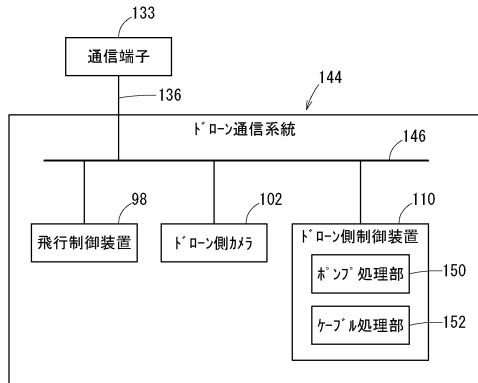 133
通信端子
136
144
ﾄﾞﾛｰﾝ通信系統
146
98
102
110
飛行制御装置
ﾄﾞﾛｰﾝ側ｶﾒﾗ
ﾄﾞﾛｰﾝ側制御装置
ﾎﾟﾝﾌﾟ処理部
150
ｹｰﾌﾞﾙ処理部
152